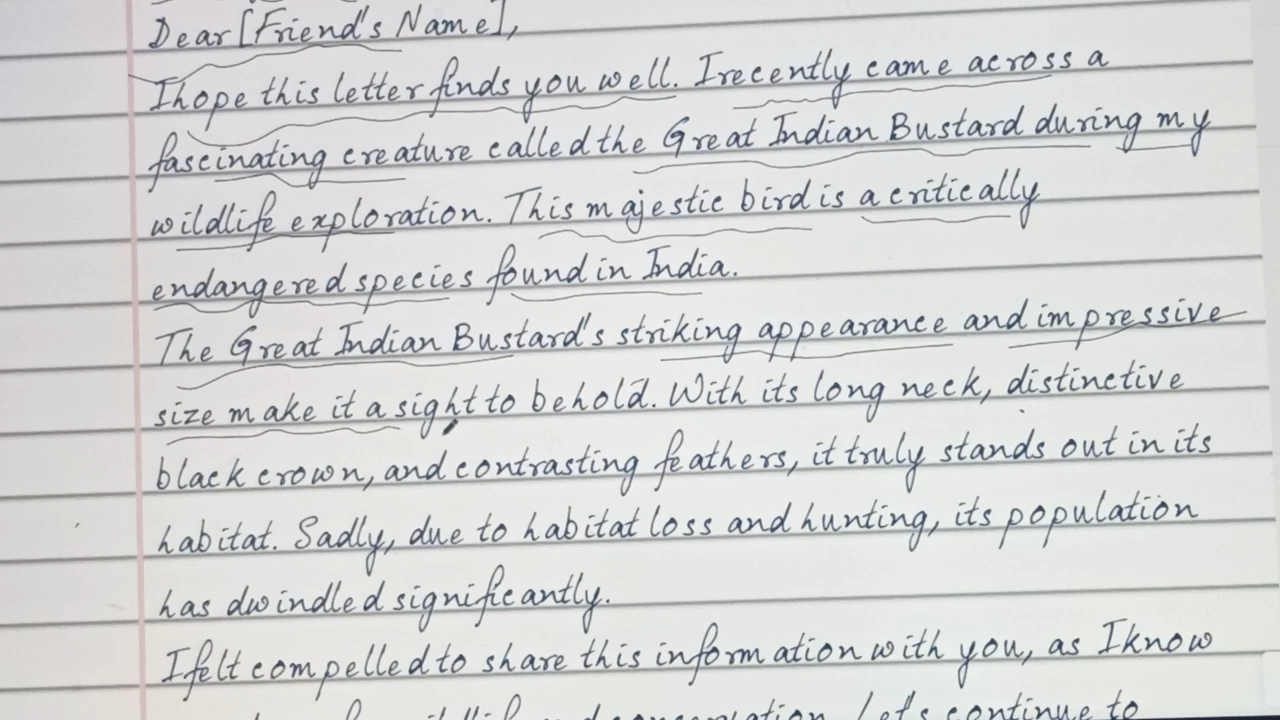 Dear [Friend's Name],
I hope this letter finds you well. I recently came across a
fascinating creature called the Great Indian Bustard during my
wildlife exploration. This majestic bird is a critically
endangered species found in India.
The Great Indian Bustard's striking appearance and impressive
size make it a sight to behold. With its long neck, distinctive
black crown, and contrasting feathers, it truly stands out in its
habitat. Sadly, due to habitat loss and hunting, its population
has dwindled significantly.
I felt compelled to share this information with you, as I know
Let's continue to